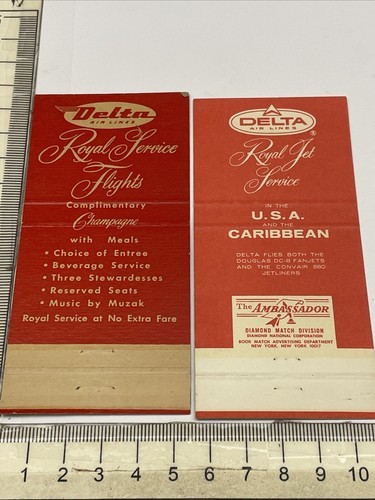 Delta
AIR LINES
Royal Service
Flights
Complimentary
Champagne
with Meals
• Choice of Entree
• Beverage Service
• Three Stewardesses
• Reserved Seats
• Music by Muzak
Royal Service at No Extra Fare
DELTA
AIR LINES
®
Royal Jet
Service
IN THE
U.S.A.
AND THE
CARIBBEAN
DELTA FLIES BOTH THE
DOUGLAS DC-8 FANJETS
AND THE CONVAIR 880
JETLINERS
The AMBASSADOR
DIAMOND MATCH DIVISION
DIAMOND NATIONAL CORPORATION
BOOK MATCH ADVERTISING DEPARTMENT
NEW YORK, NEW YORK 10017
1 2 3 4 5 6 7 8 9 10